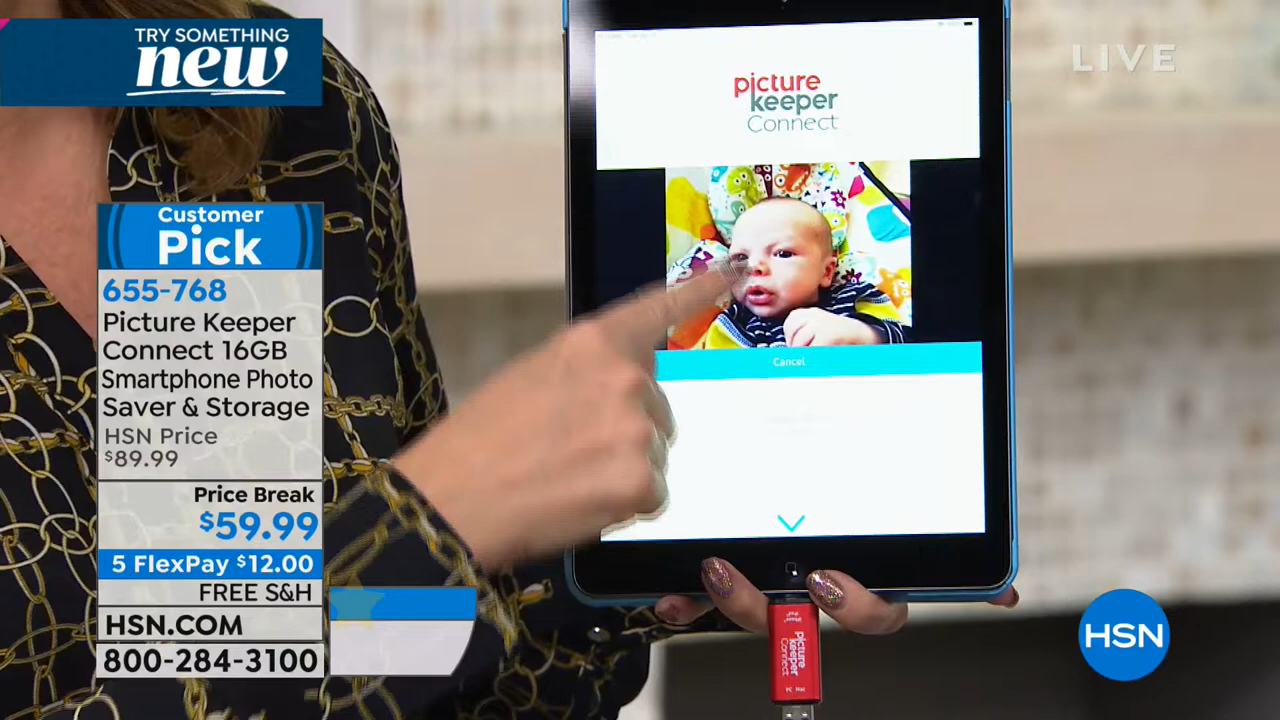 TRY SOMETHING
new
LIVE
picture
keeper
Connect
Customer
Pick
655-768
Picture Keeper
Connect 16GB
Smartphone Photo
Saver & Storage
HSN Price
$89.99
Price Break
$59.99
5 FlexPay $12.00
FREE S&H
HSN.COM
800-284-3100
Cancel
picture
keeper
Connect
HSN